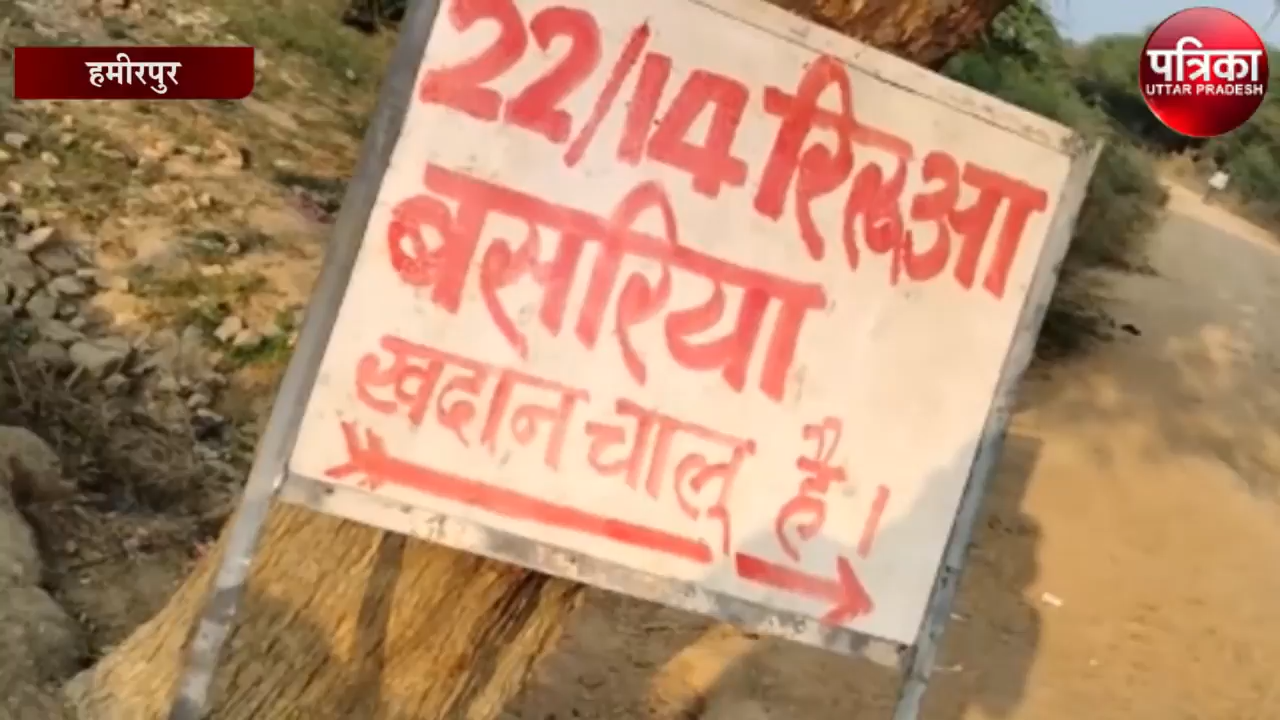 हमीरपुर
पत्रिका
UTTAR PRADESH
22/14 रिरुआ
बसरिया
खदान चालू है।